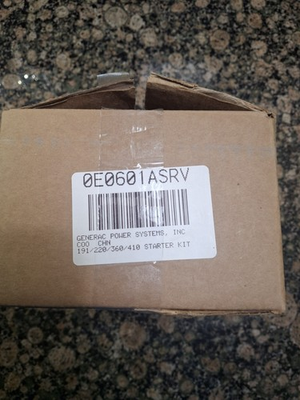 0E0601ASRV
GENERAC POWER SYSTEMS, INC
COO CHN
191/220/360/410 STARTER KIT